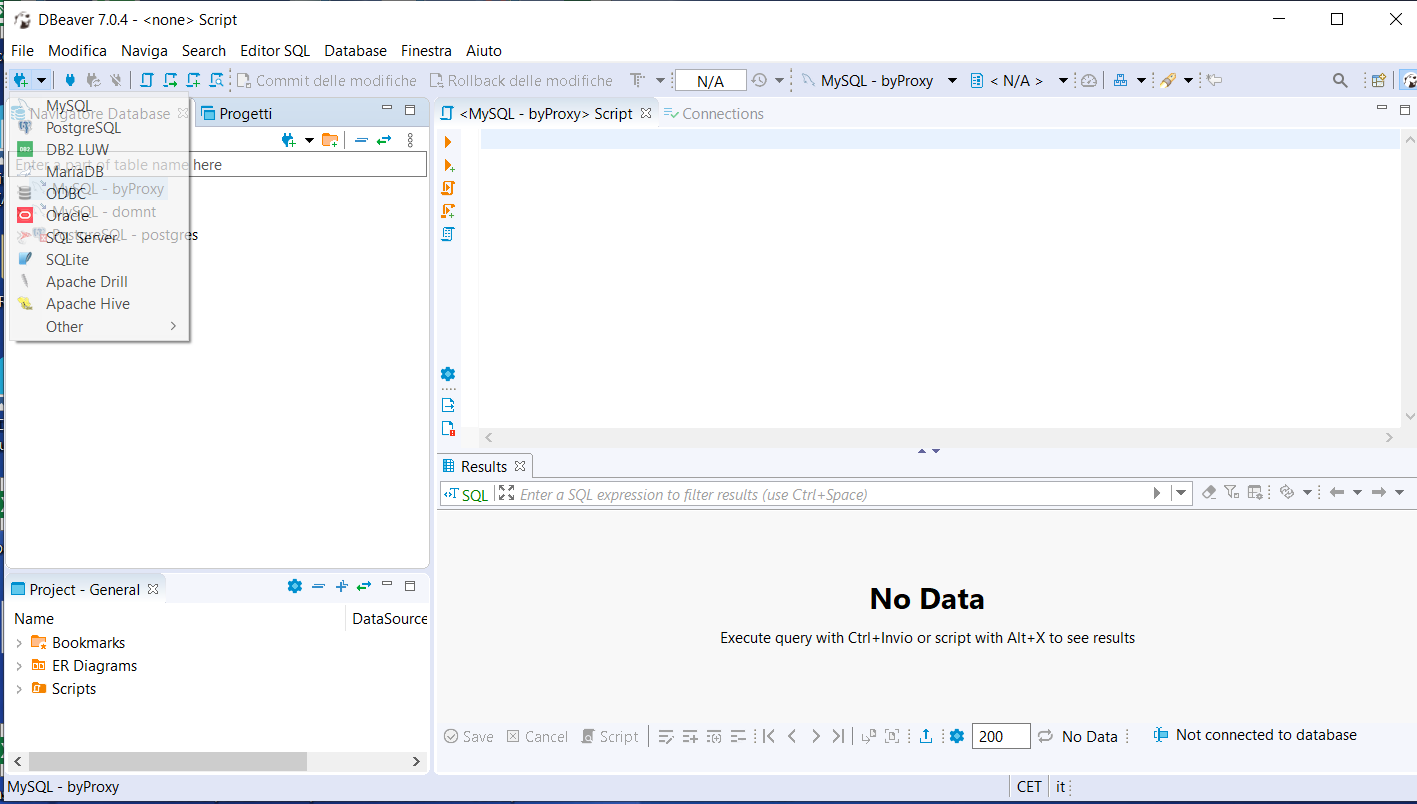 DBeaver 7.0.4 - <none> Script
File Modifica Naviga Search Editor SQL Database Finestra Aiuto
Commit delle modifiche Rollback delle modifiche N/A MySQL - byProxy < N/A >
Navigatore Database Progetti
MySQL
PostgreSQL
DB2 LUW
MariaDB
ODBC
Oracle
SQL Server
SQLite
Apache Drill
Apache Hive
Other
Enter a part of table name here
MySQL - byProxy
MySQL - domnt
PostgreSQL - postgres
<MySQL - byProxy> Script Connections
Results
SQL Enter a SQL expression to filter results (use Ctrl+Space)
No Data
Execute query with Ctrl+Invio or script with Alt+X to see results
Save Cancel Script 200 No Data Not connected to database
Project - General
Name DataSource
Bookmarks
ER Diagrams
Scripts
MySQL - byProxy CET it